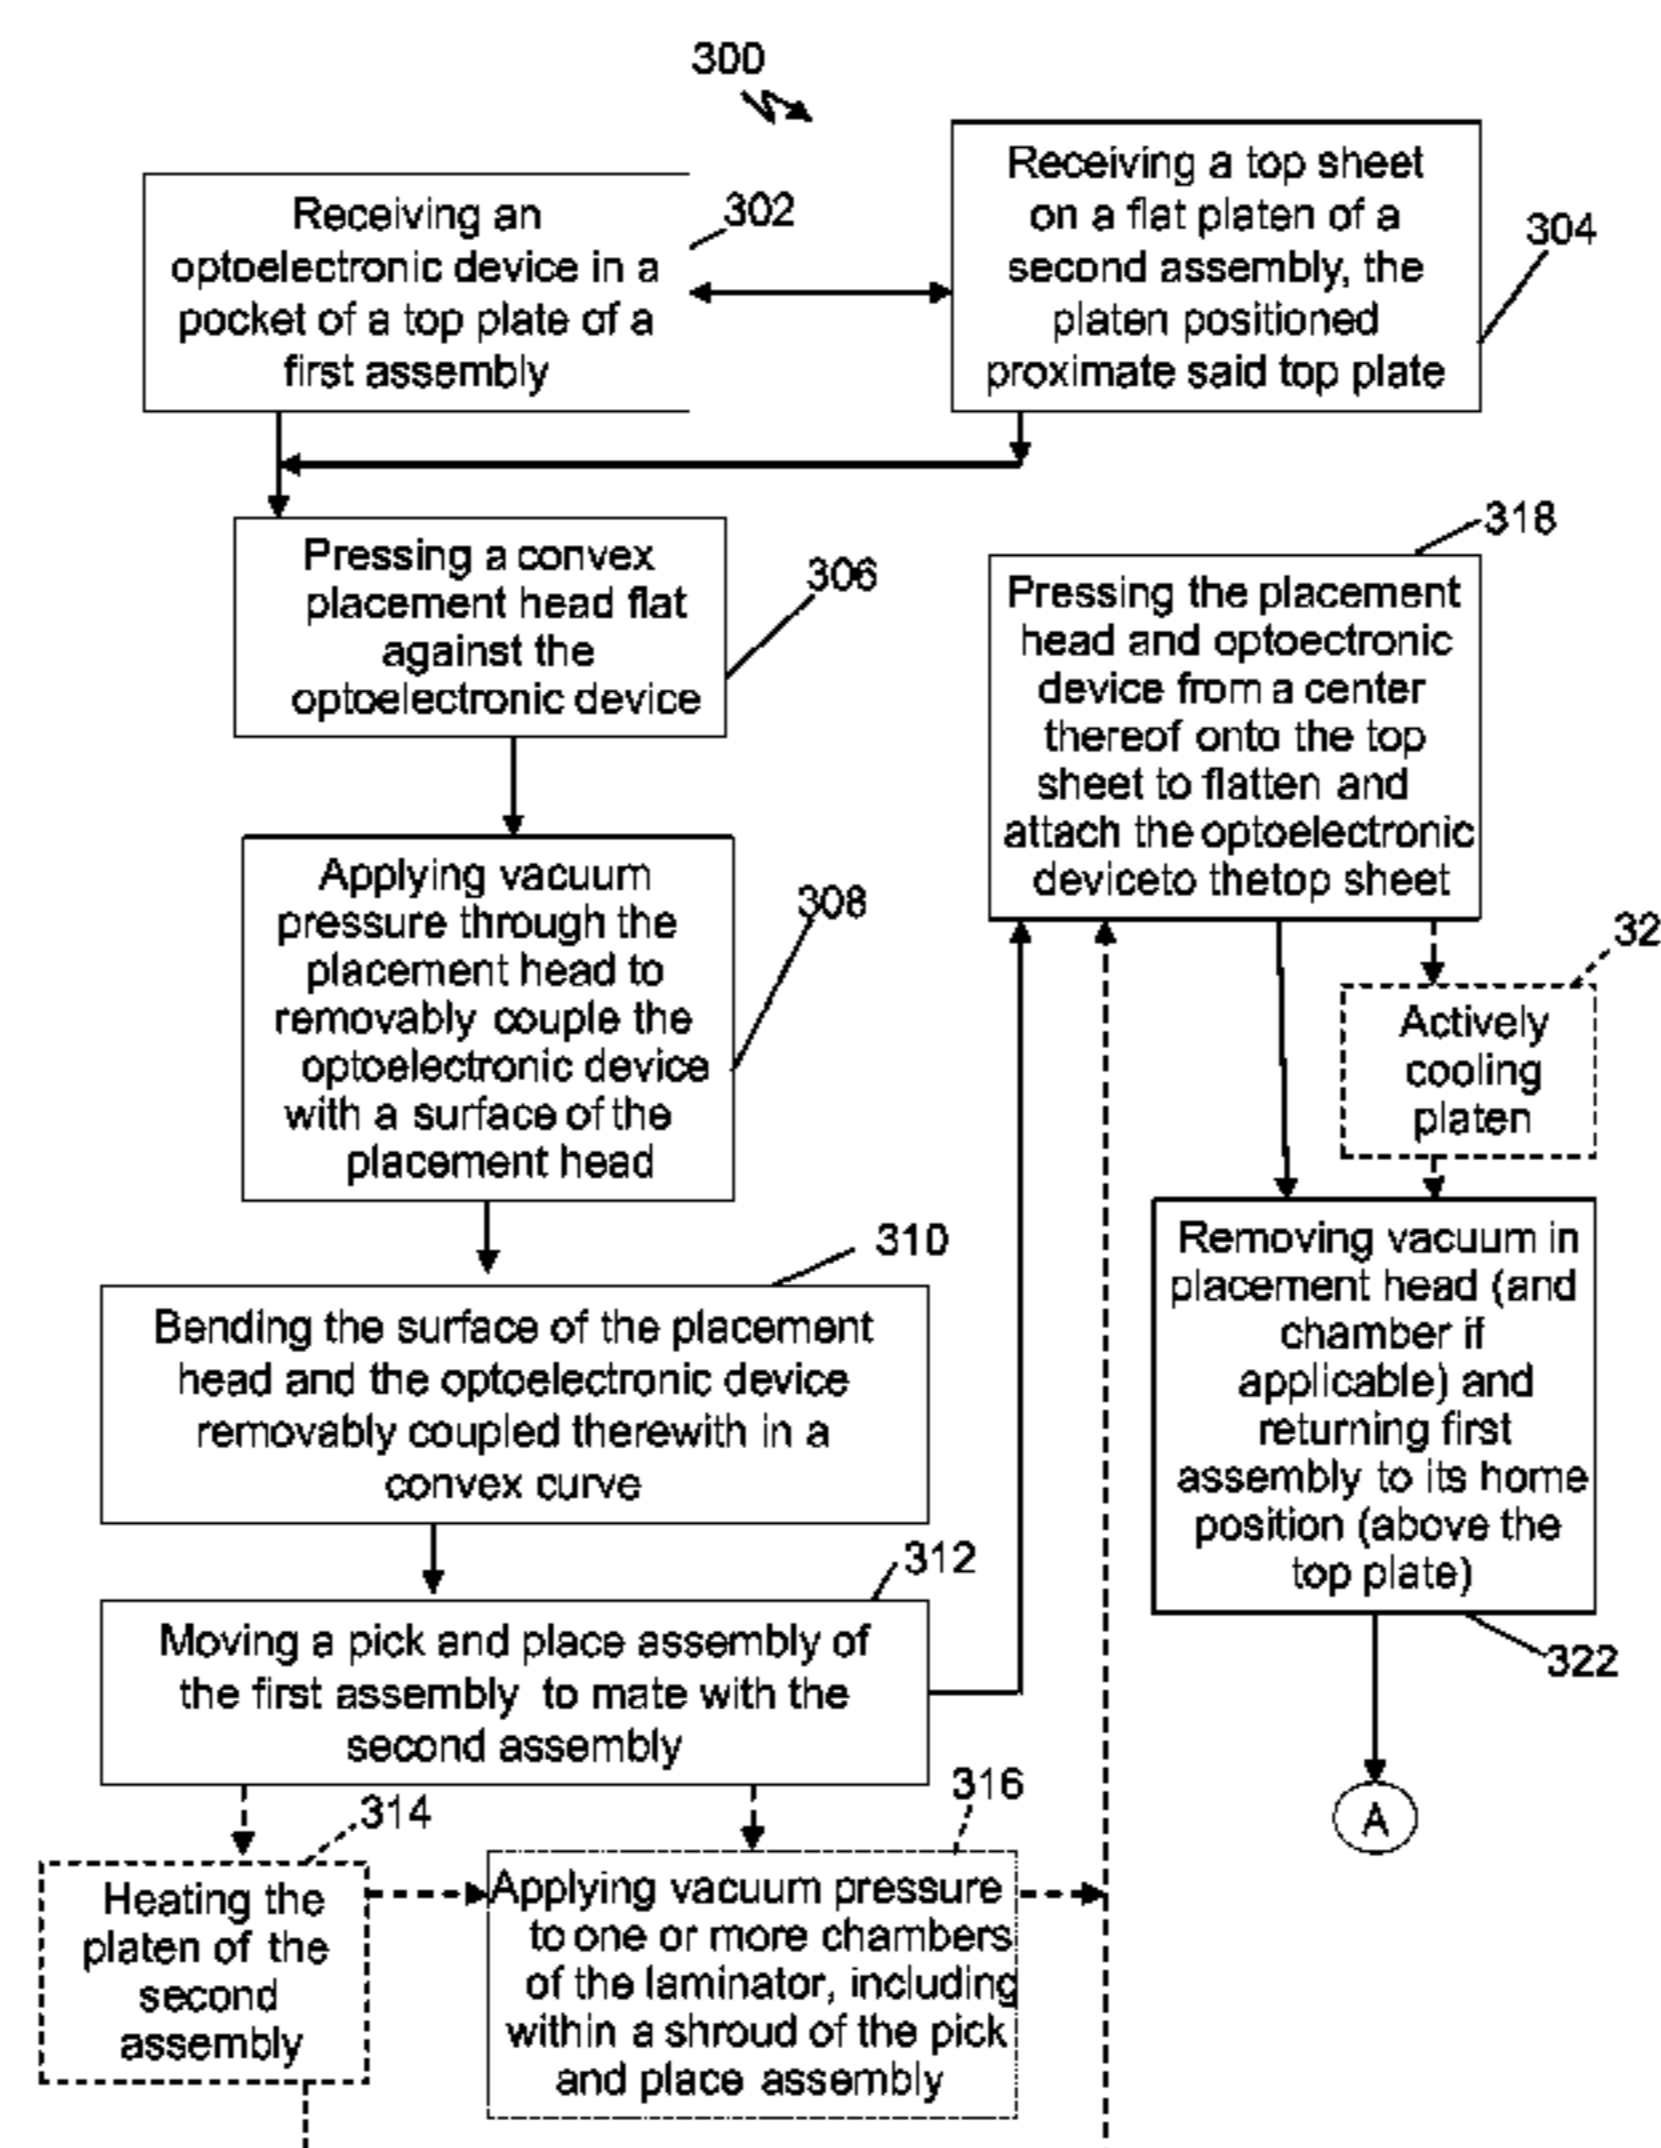 300
302
Receiving an
optoelectronic device in a
pocket of a top plate of a
first assembly
304
Receiving a top sheet
on a flat platen of a
second assembly, the
platen positioned
proximate said top plate
306
Pressing a convex
placement head flat
against the
optoelectronic device
308
Applying vacuum
pressure through the
placement head to
removably couple the
optoelectronic device
with a surface of the
placement head
310
Bending the surface of the placement
head and the optoelectronic device
removably coupled therewith in a
convex curve
312
Moving a pick and place assembly of
the first assembly to mate with the
second assembly
314
Heating the
platen of the
second
assembly
316
Applying vacuum pressure
to one or more chambers
of the laminator, including
within a shroud of the pick
and place assembly
318
Pressing the placement
head and optoectronic
device from a center
thereof onto the top
sheet to flatten and
attach the optoelectronic
deviceto thetop sheet
32
Actively
cooling
platen
Removing vacuum in
placement head (and
chamber if
applicable) and
returning first
assembly to its home
position (above the
top plate)
322
A